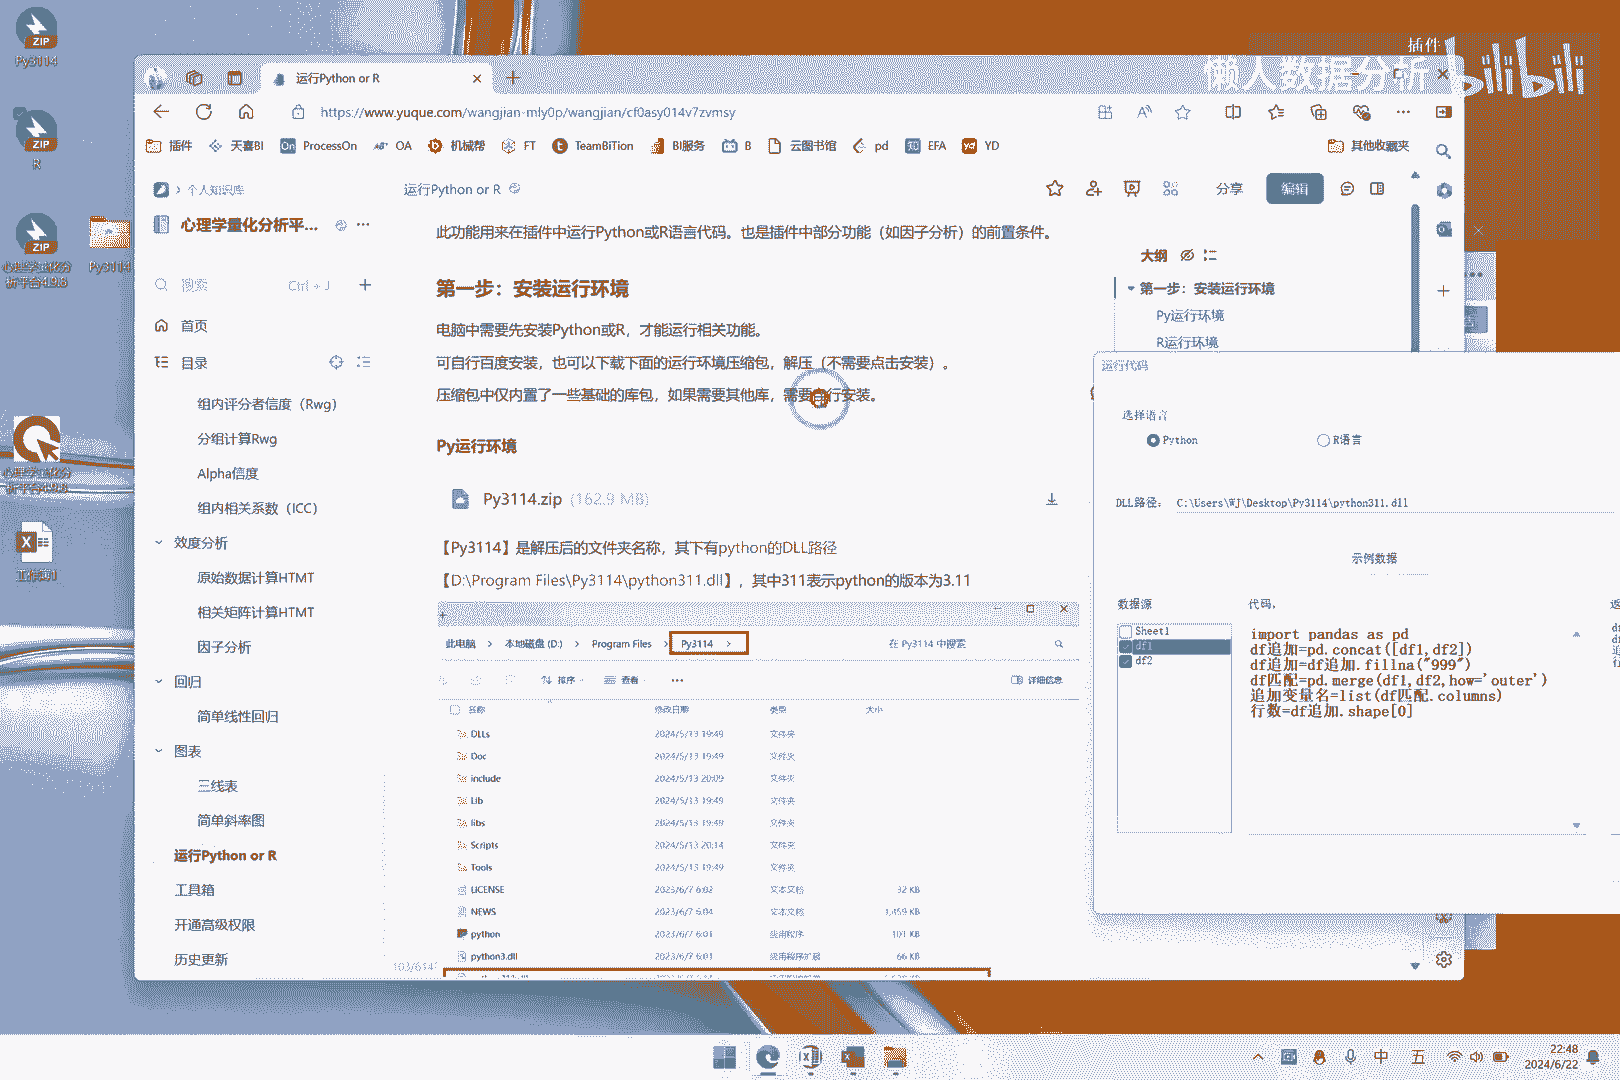 ZIP
Py3114
ZIP
R
ZIP
心理学量化分
析平台4.9.6
Py3114
工作簿1
插件
懒人数据分析 bilibili
运行Python or R
https://www.yuque.com/wangjian-mly0p/wangjian/cf0asy014v7zvmsy
插件 天喜BI ProcessOn OA 机械帮 FT TeamBiTion BI服务 B 云图书馆 pd EFA YD 其他收藏夹
个人知识库
运行Python or R
分享 编辑
心理学量化分析平...
搜索 Ctrl + J
首页
目录
组内评分者信度（Rwg）
分组计算Rwg
Alpha信度
组内相关系数（ICC）
效度分析
原始数据计算HTMT
相关矩阵计算HTMT
因子分析
回归
简单线性回归
图表
三线表
简单斜率图
运行Python or R
工具箱
开通高级权限
历史更新
此功能用来在插件中运行Python或R语言代码。也是插件中部分功能（如因子分析）的前置条件。
第一步：安装运行环境
电脑中需要先安装Python或R，才能运行相关功能。
可自行百度安装，也可以下载下面的运行环境压缩包，解压（不需要点击安装）。
压缩包中仅内置了一些基础的库包，如果需要其他库，需要自行安装。
Py运行环境
Py3114.zip (162.9 MB)
【Py3114】是解压后的文件夹名称，其下有python的DLL路径
【D:\Program Files\Py3114\python311.dll】，其中311表示python的版本为3.11
此电脑 > 本地磁盘 (D:) > Program Files > Py3114 > 在 Py3114 中搜索
排序 查看 ... 详细信息
名称 修改日期 类型 大小
DLLs 2024/5/13 19:49 文件夹
Doc 2024/5/13 19:49 文件夹
include 2024/5/13 20:09 文件夹
Lib 2024/5/13 19:49 文件夹
libs 2024/5/13 19:49 文件夹
Scripts 2024/5/13 20:14 文件夹
Tools 2024/5/13 19:49 文件夹
LICENSE 2023/6/7 6:02 文本文档 32 KB
NEWS 2023/6/7 6:04 文本文档 1,459 KB
python 2023/6/7 6:01 应用程序 101 KB
python3.dll 2023/6/7 6:01 应用程序扩展 66 KB
103/614
大纲
第一步：安装运行环境
Py运行环境
R运行环境
运行代码
选择语言
Python R语言
DLL路径： C:\Users\WJ\Desktop\Py3114\python311.dll
示例数据
数据源
Sheet1
df1
df2
代码，
import pandas as pd
df追加=pd.concat([df1,df2])
df追加=df追加.fillna("999")
df匹配=pd.merge(df1,df2,how='outer')
追加变量名=list(df匹配.columns)
行数=df追加.shape[0]
中 五
22:48
2024/6/22